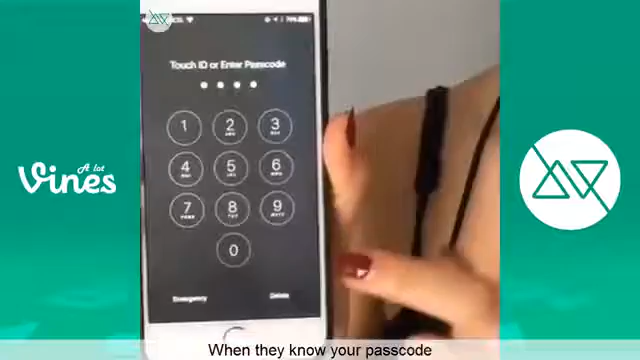 Touch ID or Enter Passcode
1
2
ABC
3
DEF
4
GHI
5
JKL
6
MNO
7
PQRS
8
TUV
9
WXYZ
0
Emergency
Delete
A lot
Vines
When they know your passcode